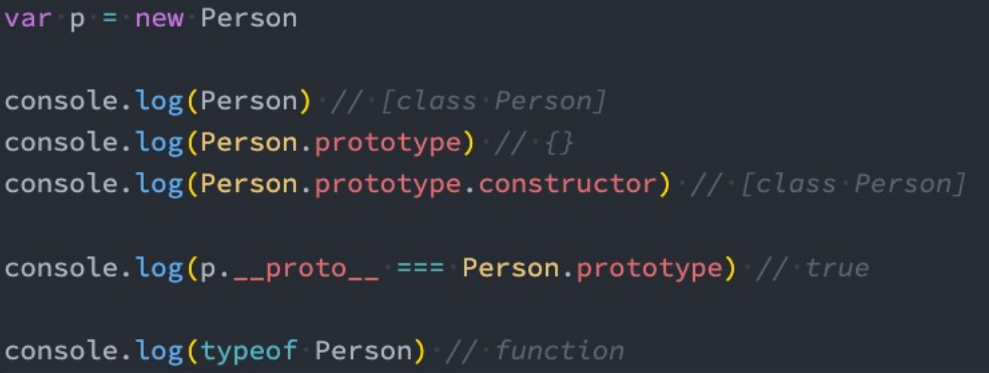 var p = new Person
console.log(Person) // [class Person]
console.log(Person.prototype) // {}
console.log(Person.prototype.constructor) // [class Person]
console.log(p.__proto__ === Person.prototype) // true
console.log(typeof Person) // function